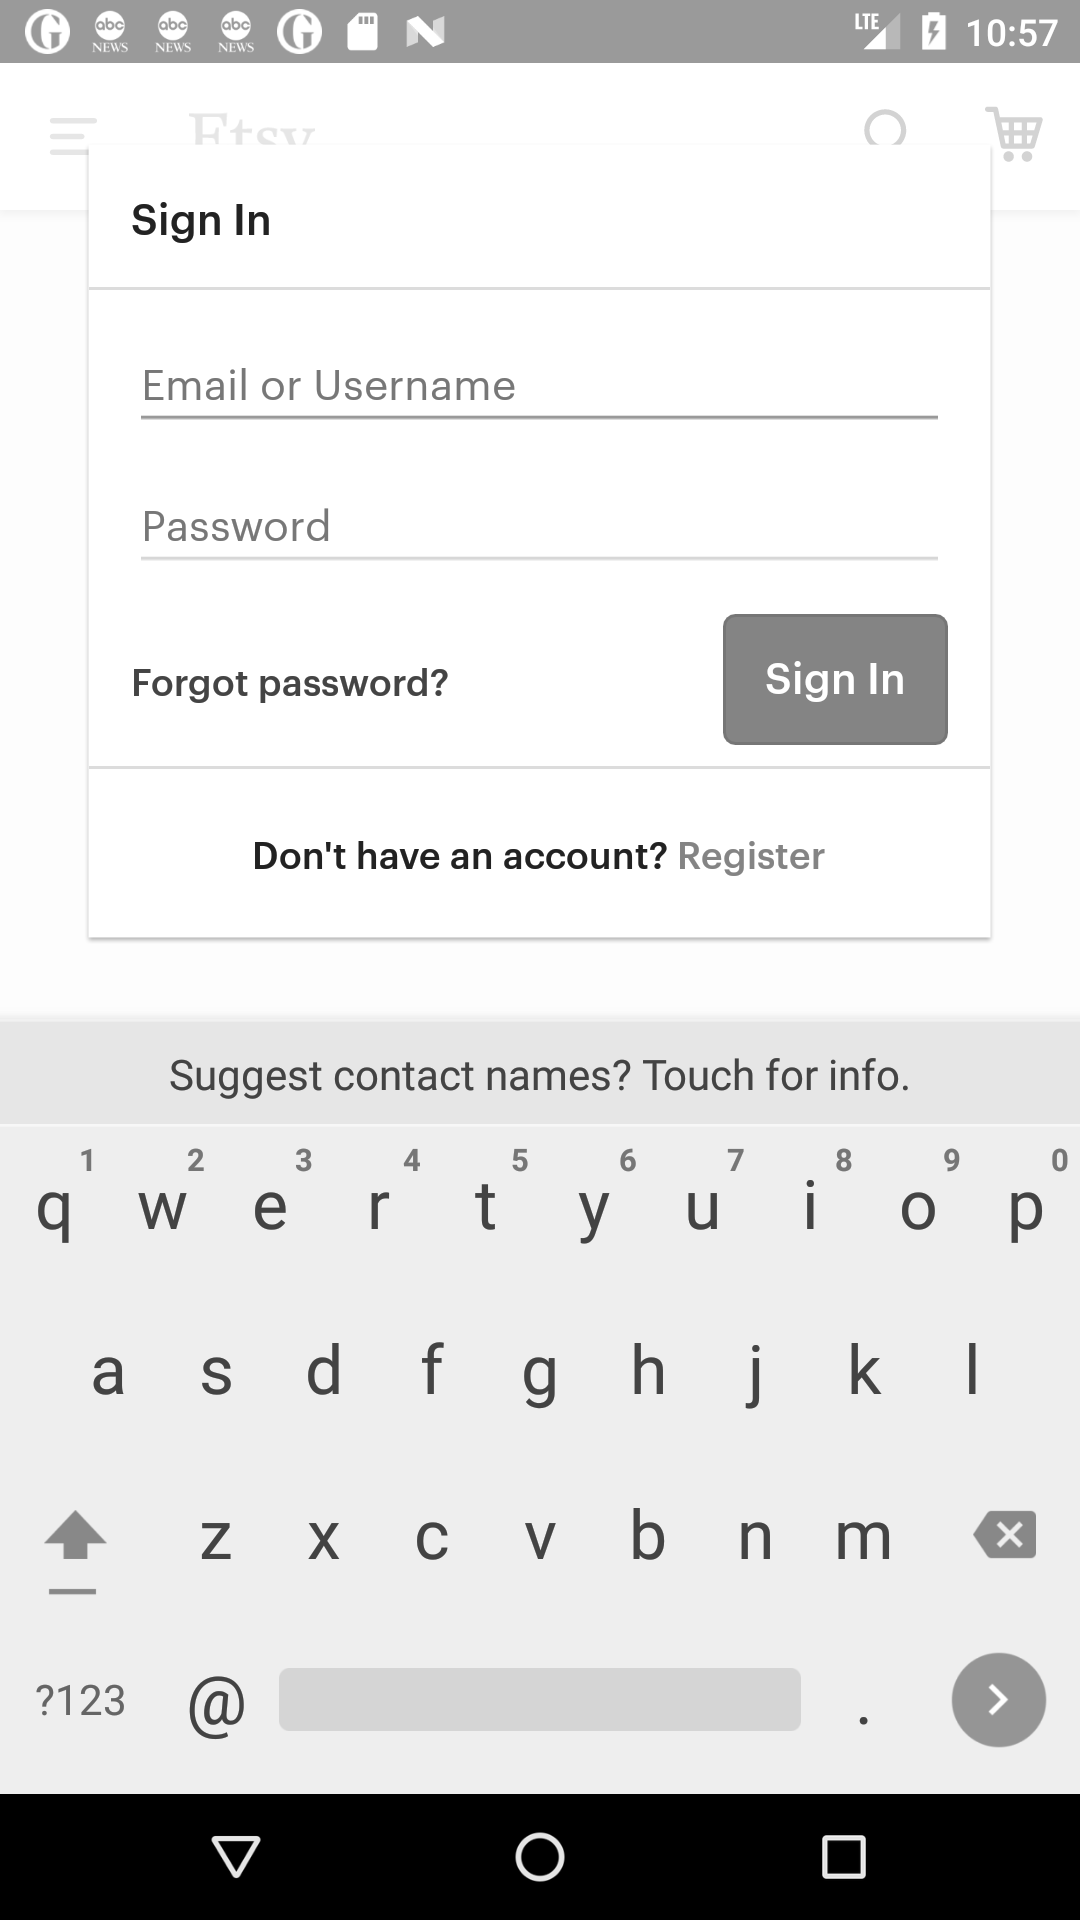 abc NEWS abc NEWS abc NEWS LTE 10:57
Etsy
Sign In
Email or Username
Password
Forgot password? Sign In
Don't have an account? Register
Suggest contact names? Touch for info.
1 2 3 4 5 6 7 8 9 0
q w e r t y u i o p
a s d f g h j k l
z x c v b n m
?123 @ .